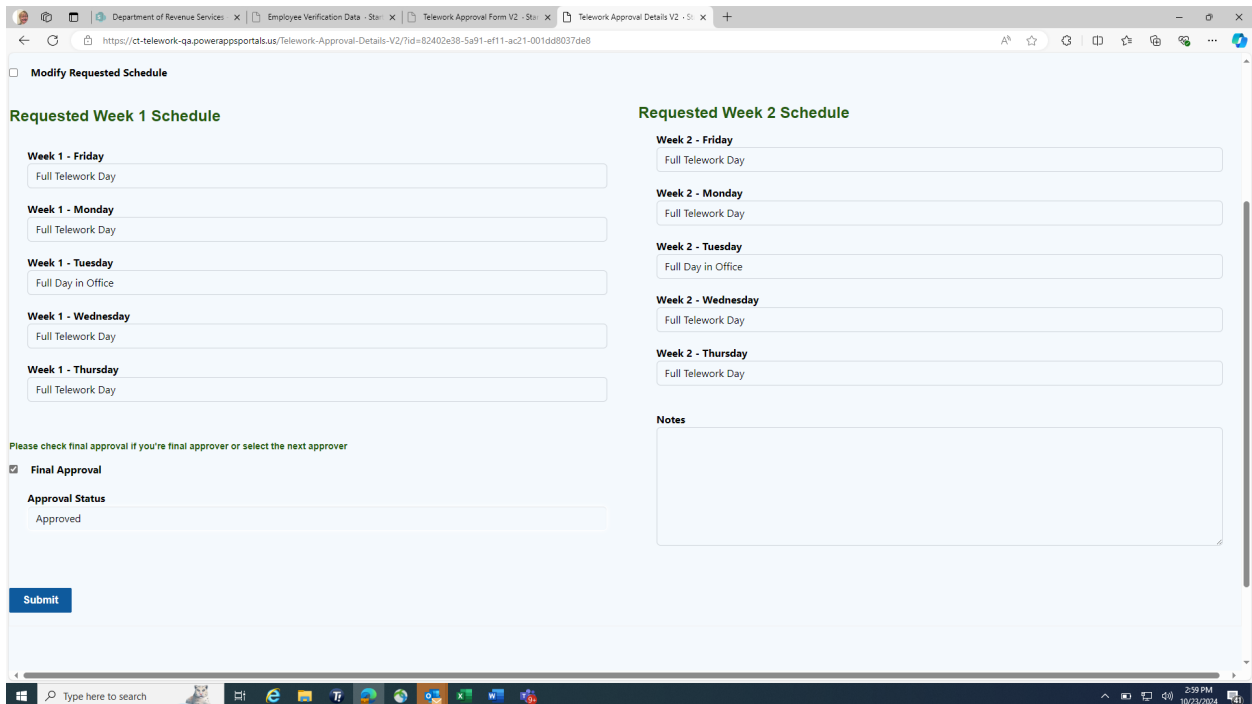 Department of Revenue Services
Employee Verification Data · Star
Telework Approval Form V2 · Sta
Telework Approval Details V2 · St
https://ct-telework-qa.powerappsportals.us/Telework-Approval-Details-V2/?id=82402e38-5a91-ef11-ac21-001dd8037de8
Modify Requested Schedule
Requested Week 1 Schedule
Week 1 - Friday
Full Telework Day
Week 1 - Monday
Full Telework Day
Week 1 - Tuesday
Full Day in Office
Week 1 - Wednesday
Full Telework Day
Week 1 - Thursday
Full Telework Day
Please check final approval if you're final approver or select the next approver
Final Approval
Approval Status
Approved
Submit
Requested Week 2 Schedule
Week 2 - Friday
Full Telework Day
Week 2 - Monday
Full Telework Day
Week 2 - Tuesday
Full Day in Office
Week 2 - Wednesday
Full Telework Day
Week 2 - Thursday
Full Telework Day
Notes
Type here to search
2:59 PM
10/23/2024